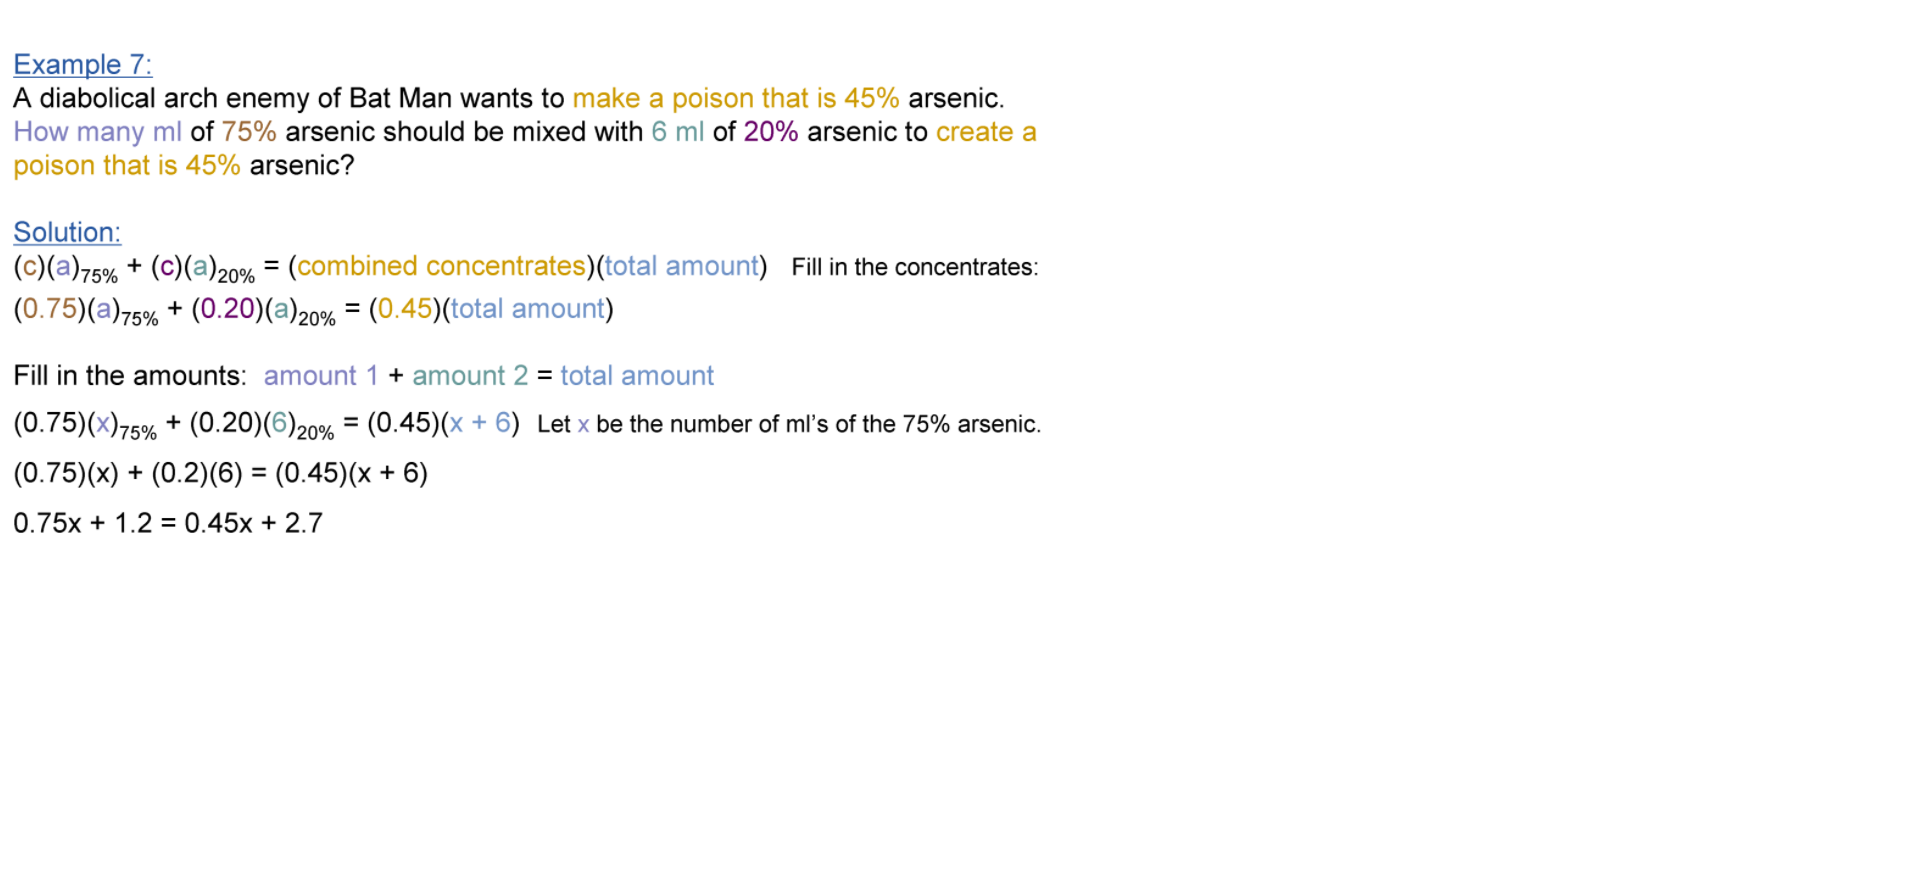 Example 7:
A diabolical arch enemy of Bat Man wants to make a poison that is 45% arsenic.
How many ml of 75% arsenic should be mixed with 6 ml of 20% arsenic to create a
poison that is 45% arsenic?
Solution:
(c)(a)75% + (c)(a)20% = (combined concentrates)(total amount) Fill in the concentrates:
(0.75)(a)75% + (0.20)(a)20% = (0.45)(total amount)
Fill in the amounts: amount 1 + amount 2 = total amount
(0.75)(x)75% + (0.20)(6)20% = (0.45)(x + 6) Let x be the number of ml's of the 75% arsenic.
(0.75)(x) + (0.2)(6) = (0.45)(x + 6)
0.75x + 1.2 = 0.45x + 2.7